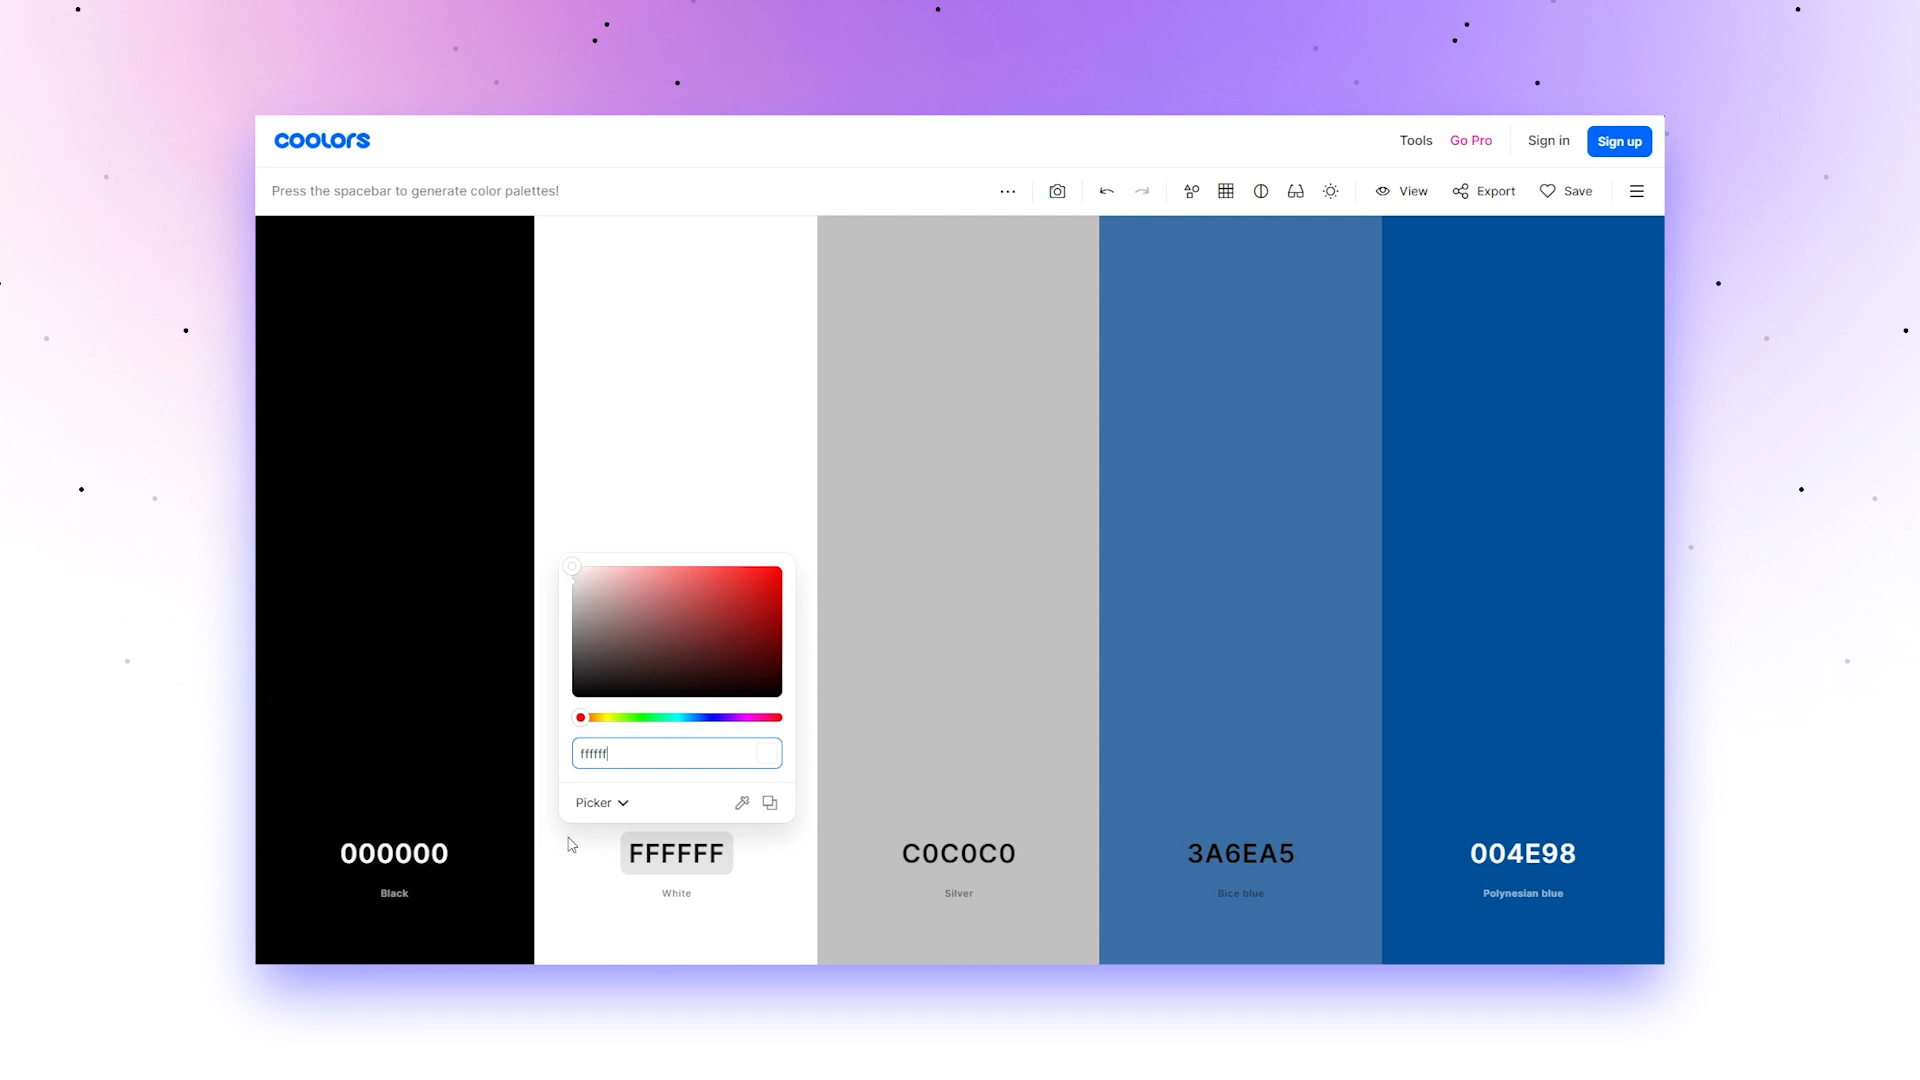 coolors
Tools Go Pro Sign in Sign up
Press the spacebar to generate color palettes!
View Export Save
ffffff
Picker
000000 FFFFFF C0C0C0 3A6EA5 004E98
Black White Silver Bice blue Polynesian blue